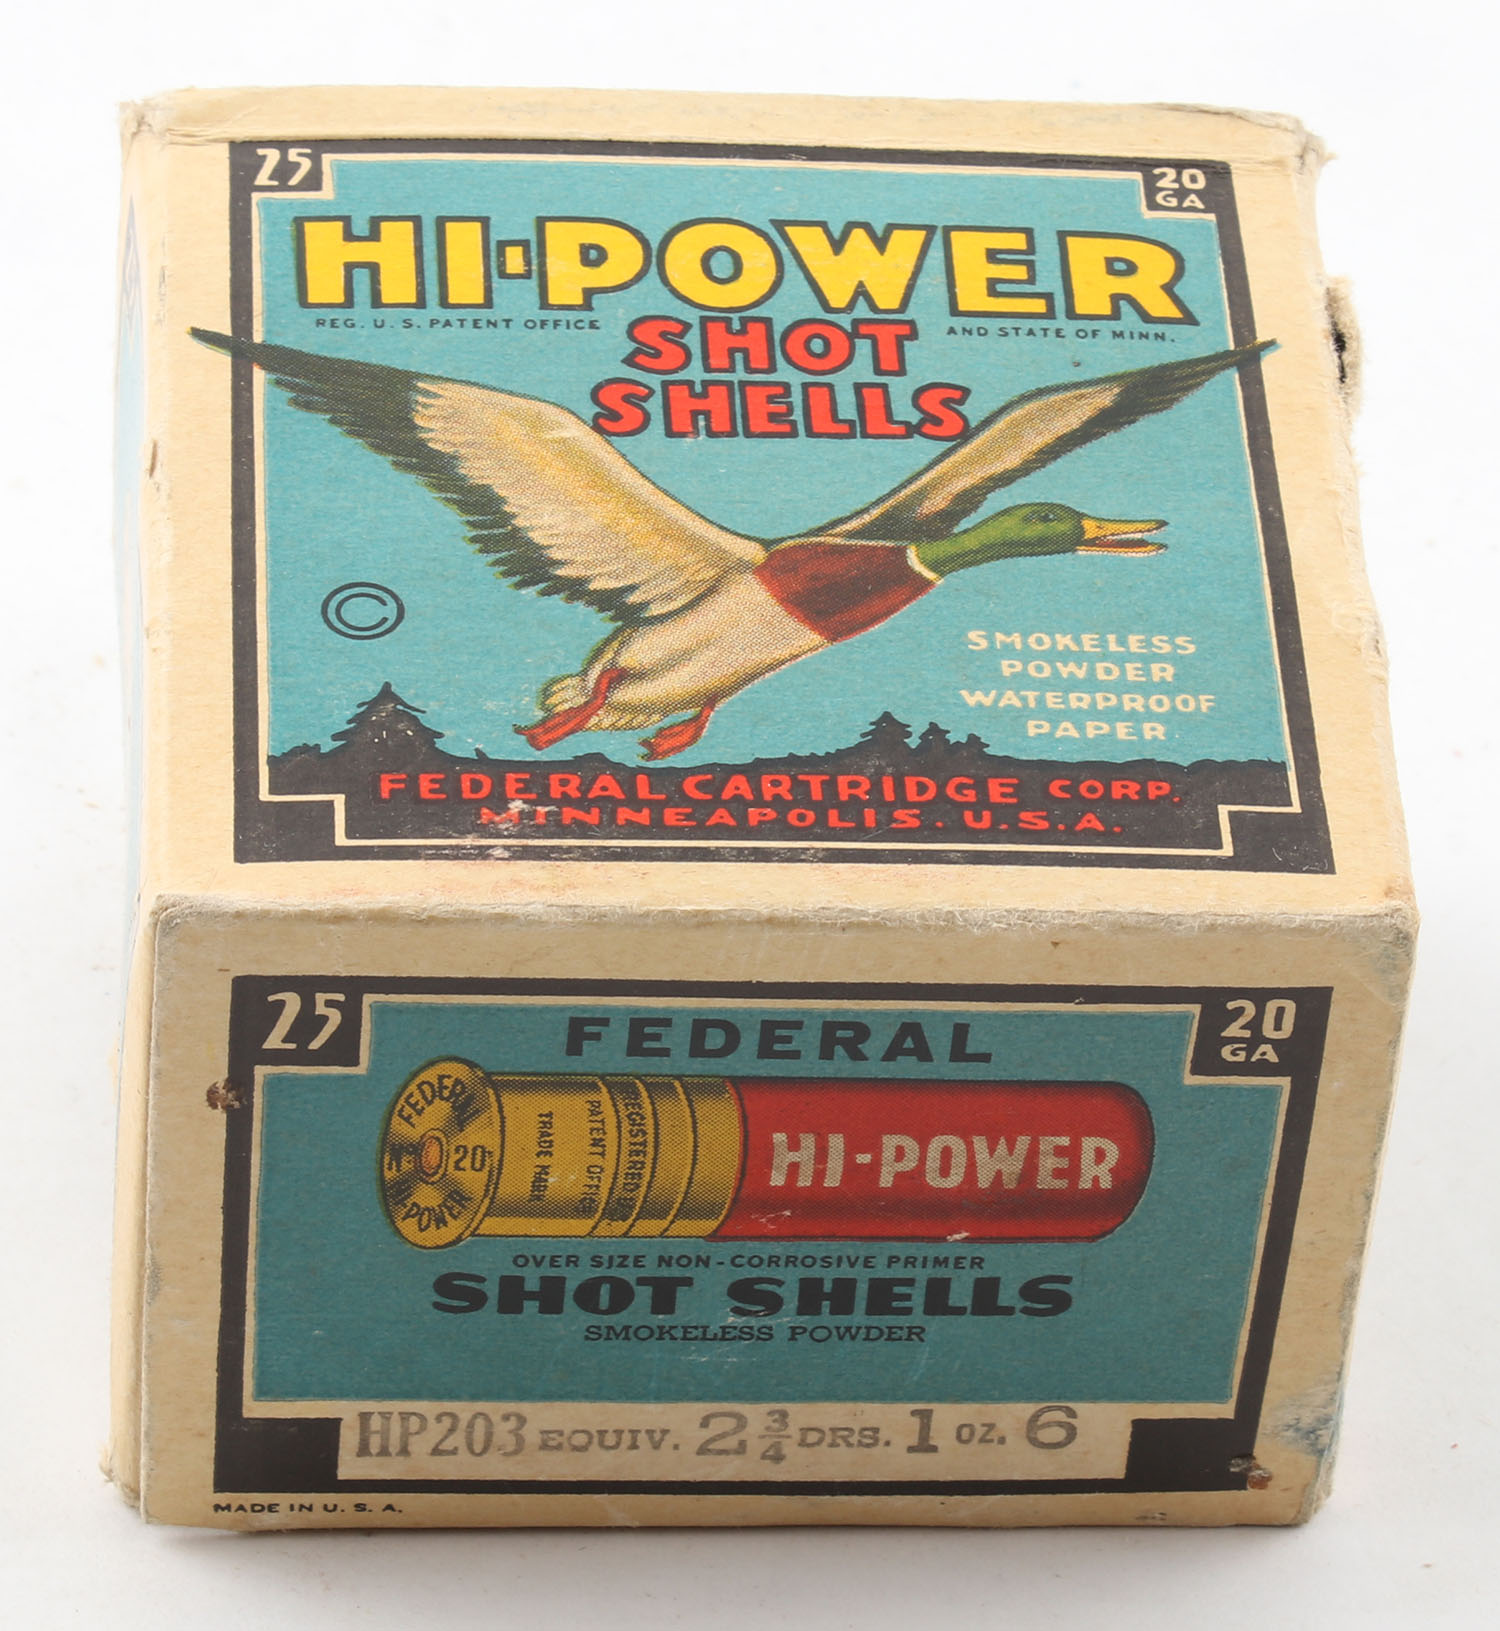 25
20
GA
HI-POWER
REG. U. S. PATENT OFFICE
AND STATE OF MINN.
SHOT
SHELLS
©
SMOKELESS
POWDER
WATERPROOF
PAPER
FEDERAL CARTRIDGE CORP.
MINNEAPOLIS. U.S.A.
25
20
GA
FEDERAL
FEDERAL
20
HI-POWER
TRADE MARK
PATENT OFFICE
REGISTERED
HI-POWER
OVER SIZE NON-CORROSIVE PRIMER
SHOT SHELLS
SMOKELESS POWDER
HP203 EQUIV. 2 3/4 DRS. 1 OZ. 6
MADE IN U. S. A.